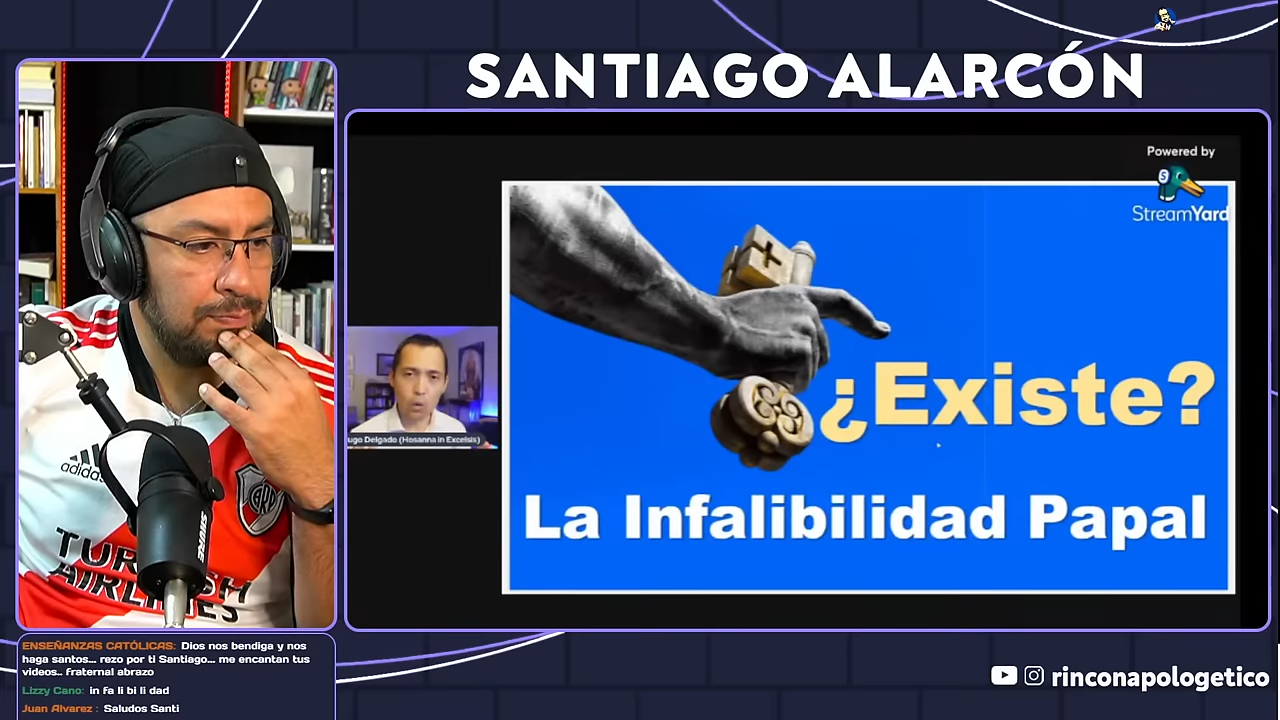 SANTIAGO ALARCÓN
Powered by
StreamYard
¿Existe?
La Infalibilidad Papal
ugo Delgado (Hosanna in Excelsis)
adidas
SHURE
ENSEÑANZAS CATÓLICAS: Dios nos bendiga y nos
haga santos... rezo por ti Santiago... me encantan tus
videos.. fraternal abrazo
Lizzy Cano: in fa li bi li dad
Juan Alvarez : Saludos Santi
rinconapologetico